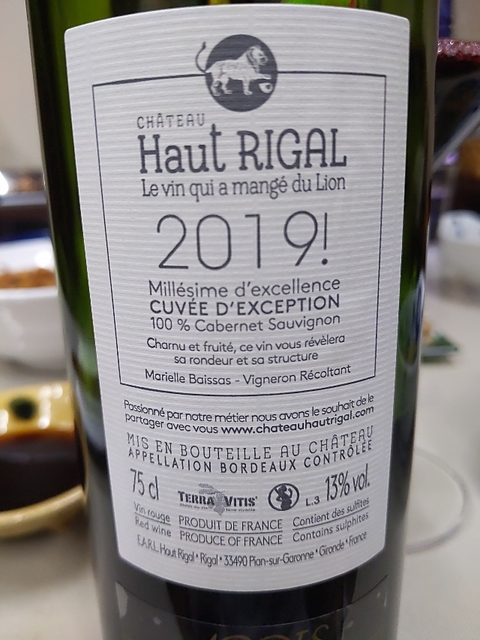 CHÂTEAU
Haut RIGAL
Le vin qui a mangé du Lion
2019!
Millésime d'excellence
CUVÉE D'EXCEPTION
100 % Cabernet Sauvignon
Charnu et fruité, ce vin vous révèlera
sa rondeur et sa structure
Marielle Baissas - Vigneron Récoltant
Passionné par notre métier nous avons le souhait de le
partager avec vous www.chateauhautrigal.com
MIS EN BOUTEILLE AU CHÂTEAU
APPELLATION BORDEAUX CONTRÔLÉE
75 cl TERRA VITIS® L.3 13% vol.
Vin rouge PRODUIT DE FRANCE Contient des sulfites
Red wine PRODUCE OF FRANCE Contains sulphites
E.A.R.L. Haut Rigal • Rigal • 33490 Pian-sur-Garonne • Gironde • France